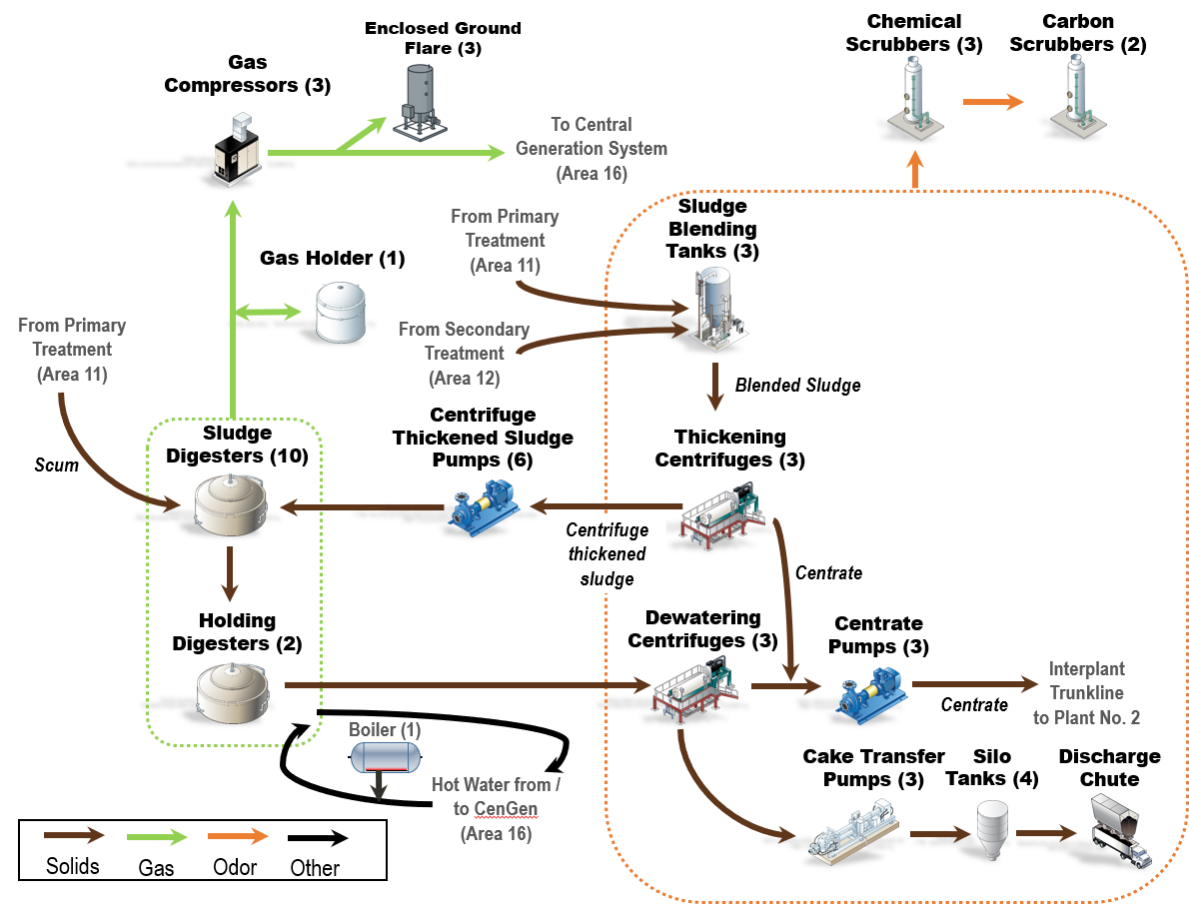 Enclosed Ground
Flare (3)
Chemical
Scrubbers (3)
Carbon
Scrubbers (2)
Gas
Compressors (3)
To Central
Generation System
(Area 16)
From Primary
Treatment
(Area 11)
Sludge
Blending
Tanks (3)
Gas Holder (1)
From Primary
Treatment
(Area 11)
From Secondary
Treatment
(Area 12)
Blended Sludge
Scum
Sludge
Digesters (10)
Centrifuge
Thickened Sludge
Pumps (6)
Thickening
Centrifuges (3)
Centrifuge
thickened
sludge
Centrate
Holding
Digesters (2)
Dewatering
Centrifuges (3)
Centrate
Pumps (3)
Centrate
Interplant
Trunkline
to Plant No. 2
Boiler (1)
Hot Water from /
to CenGen
(Area 16)
Cake Transfer
Pumps (3)
Silo
Tanks (4)
Discharge
Chute
Solids
Gas
Odor
Other